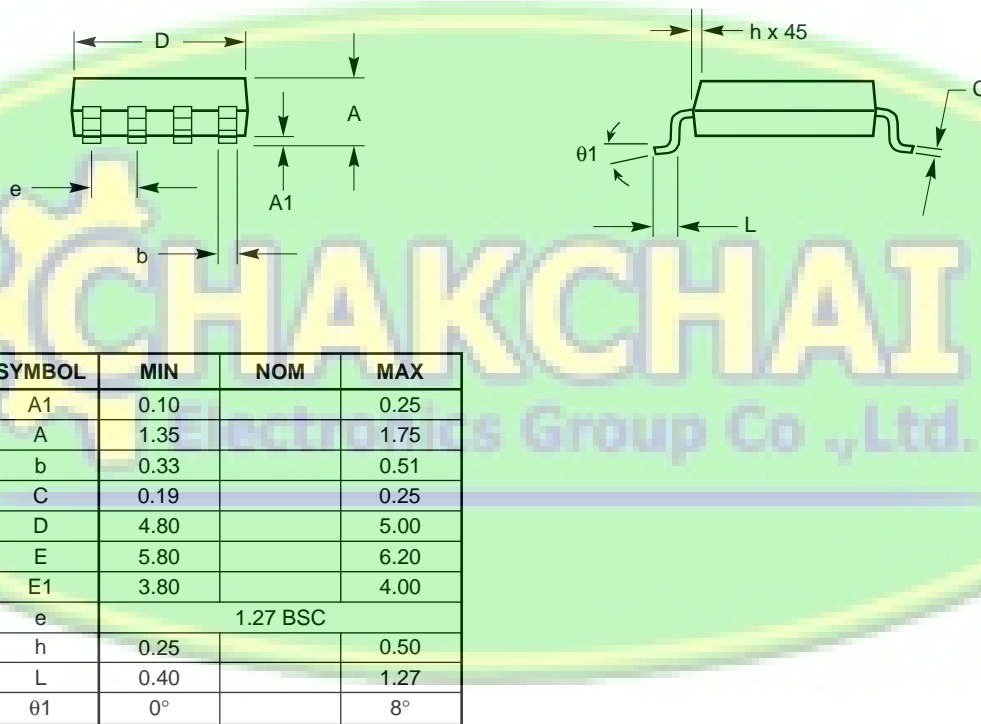 D
h x 45
A
C
θ1
e
A1
L
b
CHAKCHAI
Electronics Group Co .,Ltd.
SYMBOL MIN NOM MAX
A1 0.10 0.25
A 1.35 1.75
b 0.33 0.51
C 0.19 0.25
D 4.80 5.00
E 5.80 6.20
E1 3.80 4.00
e 1.27 BSC
h 0.25 0.50
L 0.40 1.27
θ1 0° 8°